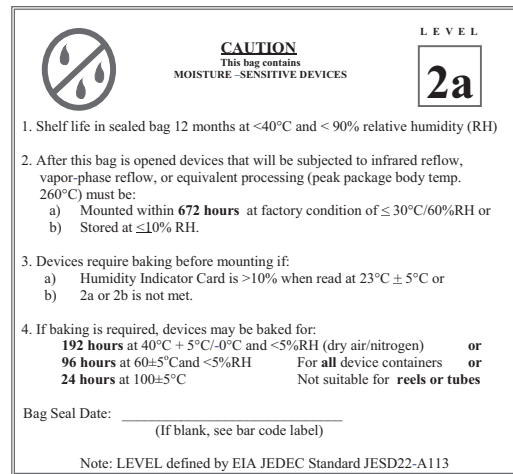 LEVEL
CAUTION
This bag contains
MOISTURE –SENSITIVE DEVICES
2a
1. Shelf life in sealed bag 12 months at <40°C and < 90% relative humidity (RH)
2. After this bag is opened devices that will be subjected to infrared reflow,
vapor-phase reflow, or equivalent processing (peak package body temp.
260°C) must be:
a) Mounted within 672 hours at factory condition of ≤ 30°C/60%RH or
b) Stored at ≤10% RH.
3. Devices require baking before mounting if:
a) Humidity Indicator Card is >10% when read at 23°C ± 5°C or
b) 2a or 2b is not met.
4. If baking is required, devices may be baked for:
192 hours at 40°C + 5°C/-0°C and <5%RH (dry air/nitrogen) or
96 hours at 60±5°Cand <5%RH For all device containers or
24 hours at 100±5°C Not suitable for reels or tubes
Bag Seal Date: ______________________________
(If blank, see bar code label)
Note: LEVEL defined by EIA JEDEC Standard JESD22-A113